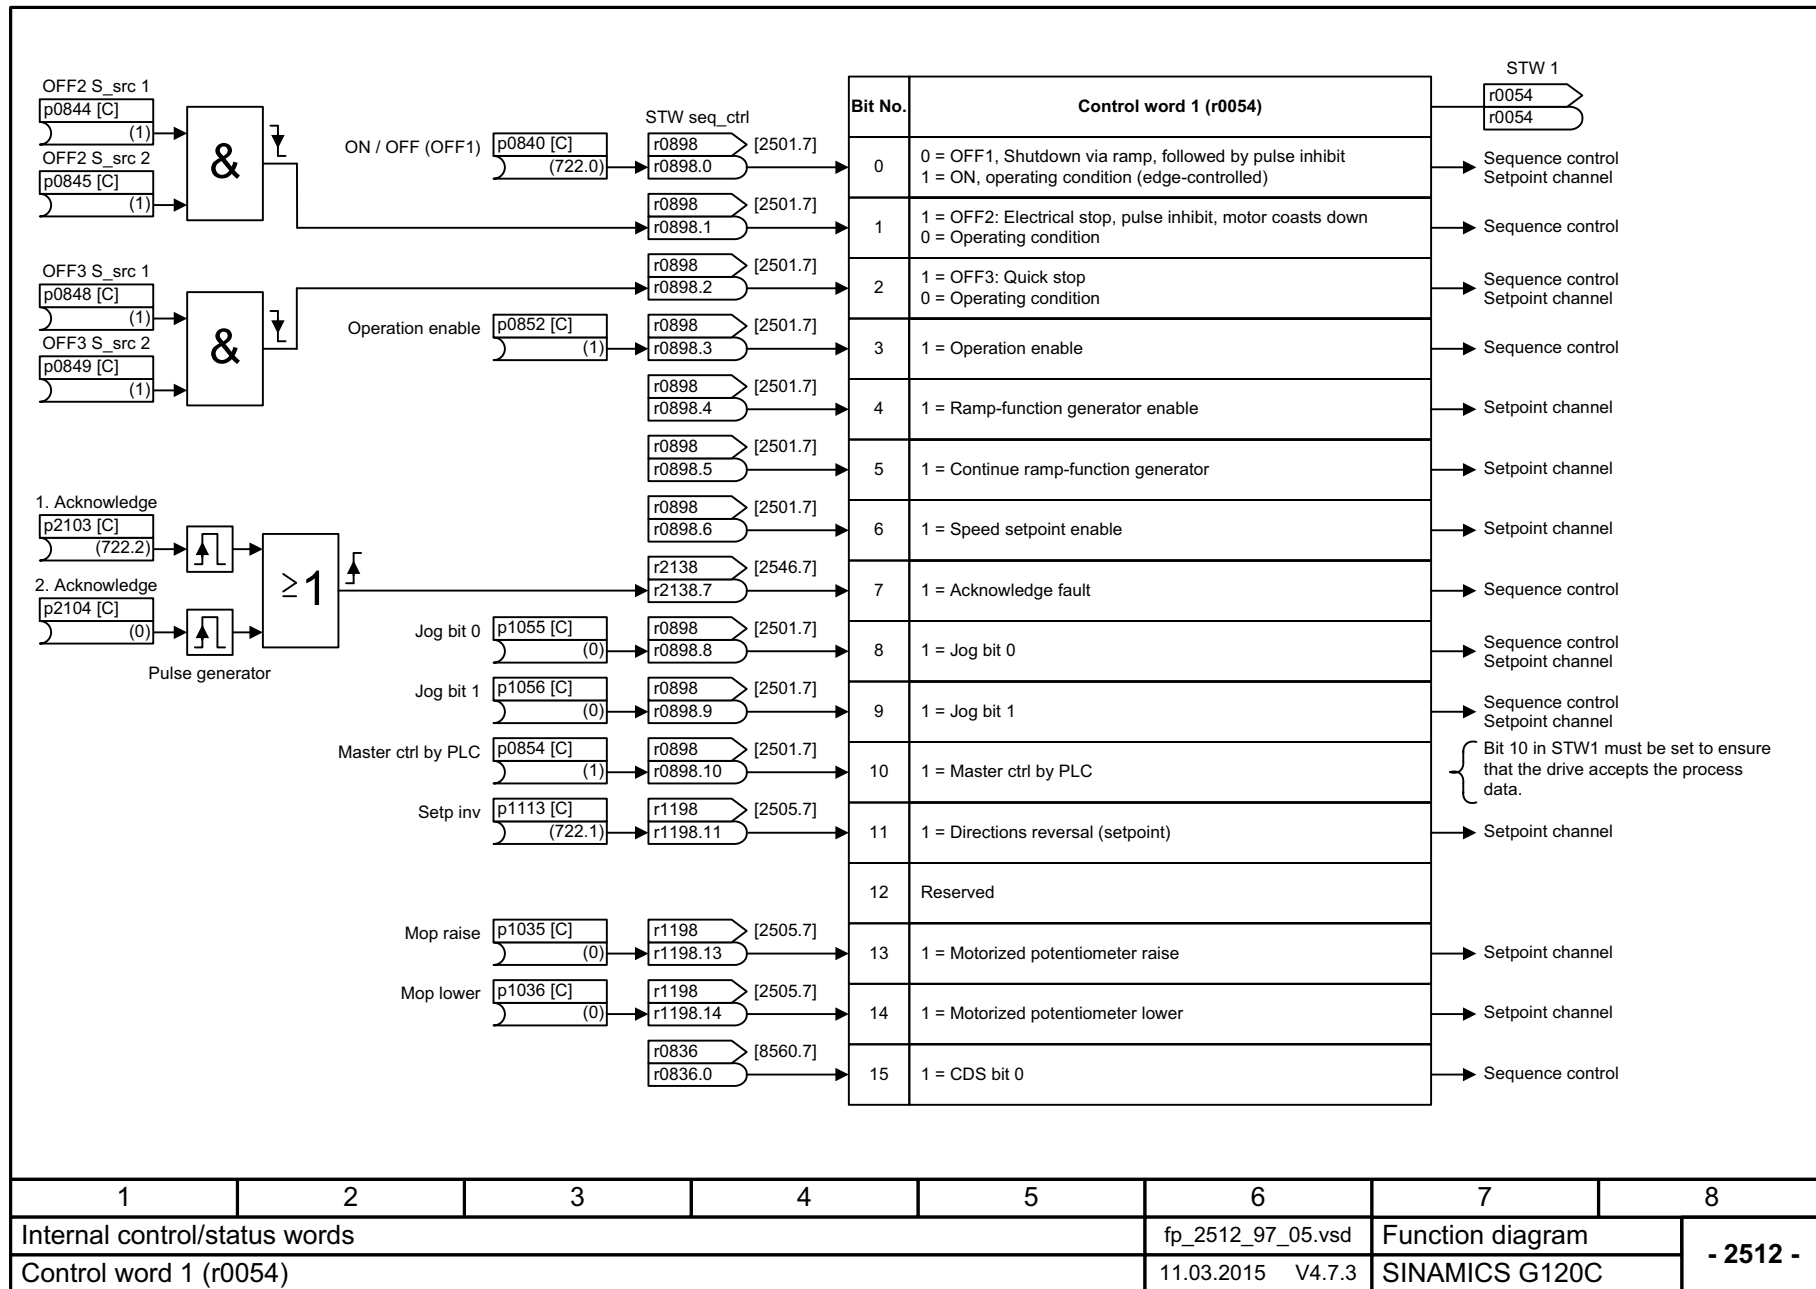 OFF2 S_src 1
p0844 [C]
(1)
OFF2 S_src 2
p0845 [C]
(1)
&
OFF3 S_src 1
p0848 [C]
(1)
OFF3 S_src 2
p0849 [C]
(1)
&
1. Acknowledge
p2103 [C]
(722.2)
2. Acknowledge
p2104 [C]
(0)
≥1
Pulse generator
STW seq_ctrl
Bit No.
Control word 1 (r0054)
STW 1
r0054
r0054
ON / OFF (OFF1)
p0840 [C]
(722.0)
r0898
[2501.7]
r0898.0
0
0 = OFF1, Shutdown via ramp, followed by pulse inhibit
1 = ON, operating condition (edge-controlled)
Sequence control
Setpoint channel
r0898
[2501.7]
r0898.1
1
1 = OFF2: Electrical stop, pulse inhibit, motor coasts down
0 = Operating condition
Sequence control
r0898
[2501.7]
r0898.2
2
1 = OFF3: Quick stop
0 = Operating condition
Sequence control
Setpoint channel
Operation enable
p0852 [C]
(1)
r0898
[2501.7]
r0898.3
3
1 = Operation enable
Sequence control
r0898
[2501.7]
r0898.4
4
1 = Ramp-function generator enable
Setpoint channel
r0898
[2501.7]
r0898.5
5
1 = Continue ramp-function generator
Setpoint channel
r0898
[2501.7]
r0898.6
6
1 = Speed setpoint enable
Setpoint channel
r2138
[2546.7]
r2138.7
7
1 = Acknowledge fault
Sequence control
Jog bit 0
p1055 [C]
(0)
r0898
[2501.7]
r0898.8
8
1 = Jog bit 0
Sequence control
Setpoint channel
Jog bit 1
p1056 [C]
(0)
r0898
[2501.7]
r0898.9
9
1 = Jog bit 1
Sequence control
Setpoint channel
Master ctrl by PLC
p0854 [C]
(1)
r0898
[2501.7]
r0898.10
10
1 = Master ctrl by PLC
Bit 10 in STW1 must be set to ensure
that the drive accepts the process
data.
Setp inv
p1113 [C]
(722.1)
r1198
[2505.7]
r1198.11
11
1 = Directions reversal (setpoint)
Setpoint channel
12
Reserved
Mop raise
p1035 [C]
(0)
r1198
[2505.7]
r1198.13
13
1 = Motorized potentiometer raise
Setpoint channel
Mop lower
p1036 [C]
(0)
r1198
[2505.7]
r1198.14
14
1 = Motorized potentiometer lower
Setpoint channel
r0836
[8560.7]
r0836.0
15
1 = CDS bit 0
Sequence control
1 2 3 4 5 6 7 8
Internal control/status words
fp_2512_97_05.vsd
Function diagram
- 2512 -
Control word 1 (r0054)
11.03.2015 V4.7.3
SINAMICS G120C